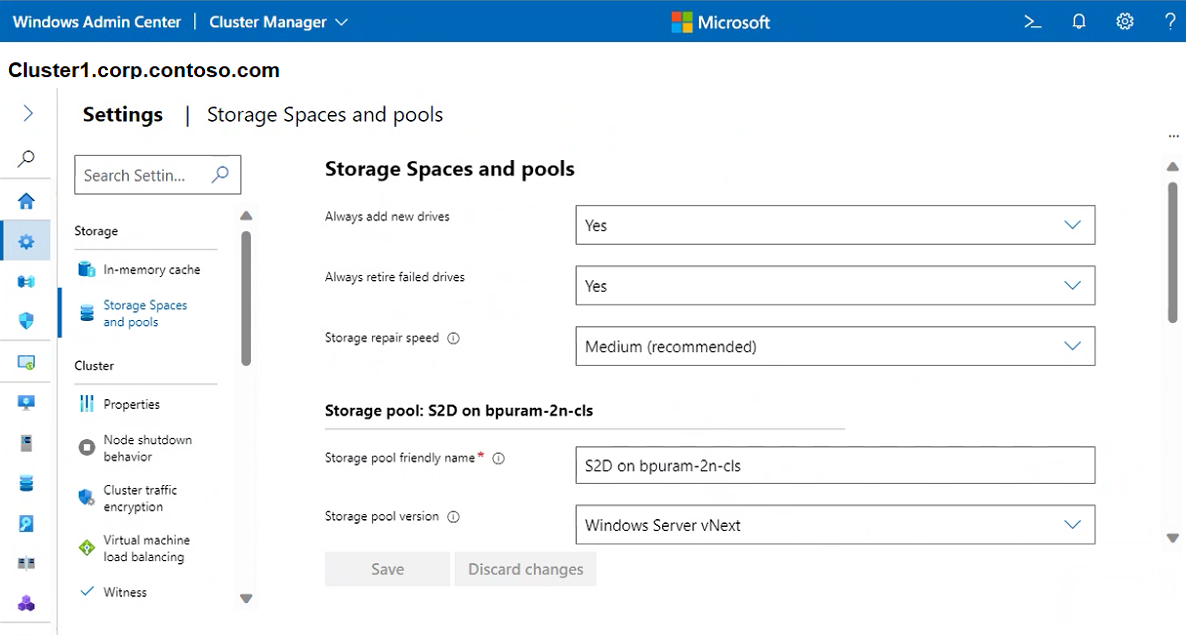 Windows Admin Center | Cluster Manager
Microsoft
Cluster1.corp.contoso.com
Settings | Storage Spaces and pools
Search Settin...
Storage
In-memory cache
Storage Spaces
and pools
Cluster
Properties
Node shutdown
behavior
Cluster traffic
encryption
Virtual machine
load balancing
Witness
Storage Spaces and pools
Always add new drives
Yes
Always retire failed drives
Yes
Storage repair speed
Medium (recommended)
Storage pool: S2D on bpuram-2n-cls
Storage pool friendly name*
S2D on bpuram-2n-cls
Storage pool version
Windows Server vNext
Save
Discard changes